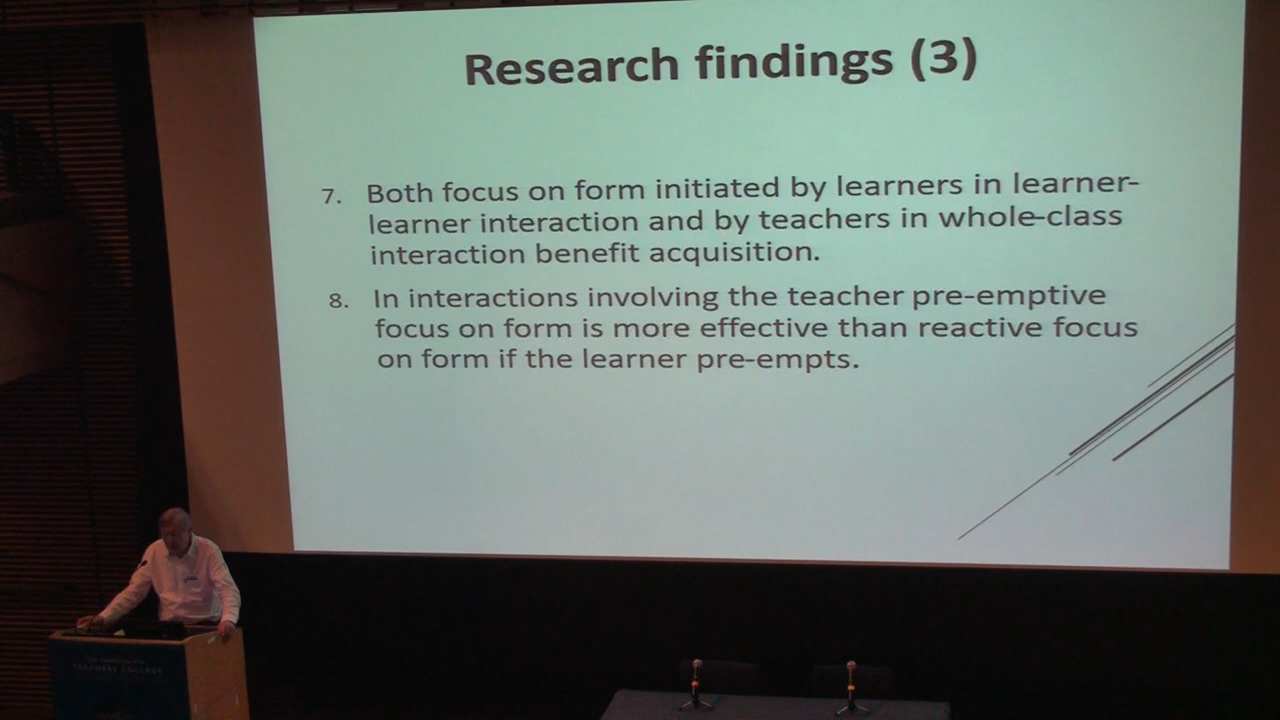 Research findings (3)
7. Both focus on form initiated by learners in learner-
learner interaction and by teachers in whole-class
interaction benefit acquisition.
8. In interactions involving the teacher pre-emptive
focus on form is more effective than reactive focus
on form if the learner pre-empts.
TEACHERS COLLEGE